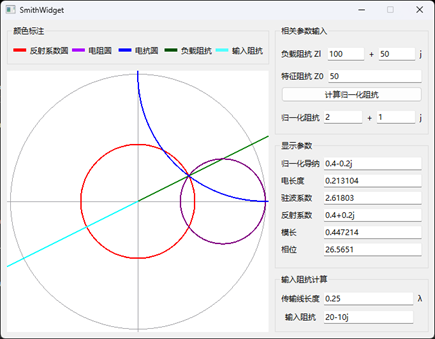 SmithWidget
颜色标注
反射系数圆 电阻圆 电抗圆 负载阻抗 输入阻抗
相关参数输入
负载阻抗 Zl 100 + 50 j
特征阻抗 Z0 50
计算归一化阻抗
归一化阻抗 2 + 1 j
显示参数
归一化导纳 0.4-0.2j
电长度 0.213104
驻波系数 2.61803
反射系数 0.4+0.2j
模长 0.447214
相位 26.5651
输入阻抗计算
传输线长度 0.25 λ
输入阻抗 20-10j